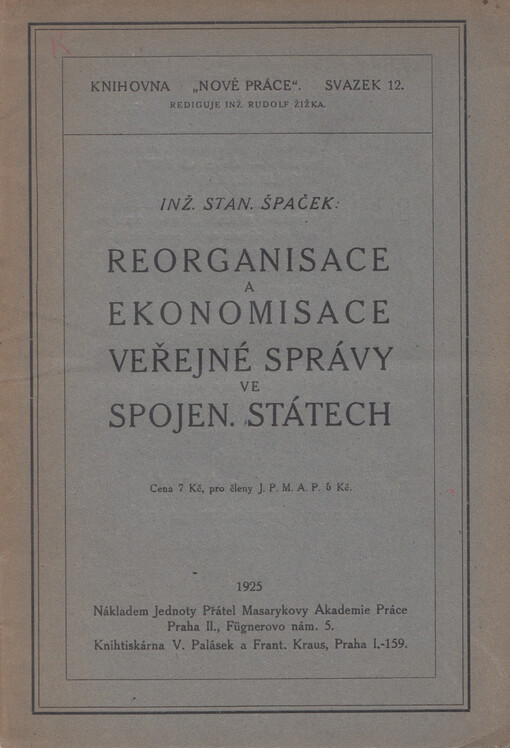 KNIHOVNA „NOVÉ PRÁCE“. SVAZEK 12.
REDIGUJE INŽ. RUDOLF ŽIŽKA.
INŽ. STAN. ŠPAČEK:
REORGANISACE
A
EKONOMISACE
VEŘEJNÉ SPRÁVY
VE
SPOJEN. STÁTECH
Cena 7 Kč, pro členy J. P. M. A. P. 5 Kč.
1925
Nákladem Jednoty Přátel Masarykovy Akademie Práce
Praha II., Fügnerovo nám. 5.
Knihtiskárna V. Palásek a Frant. Kraus, Praha I.-159.